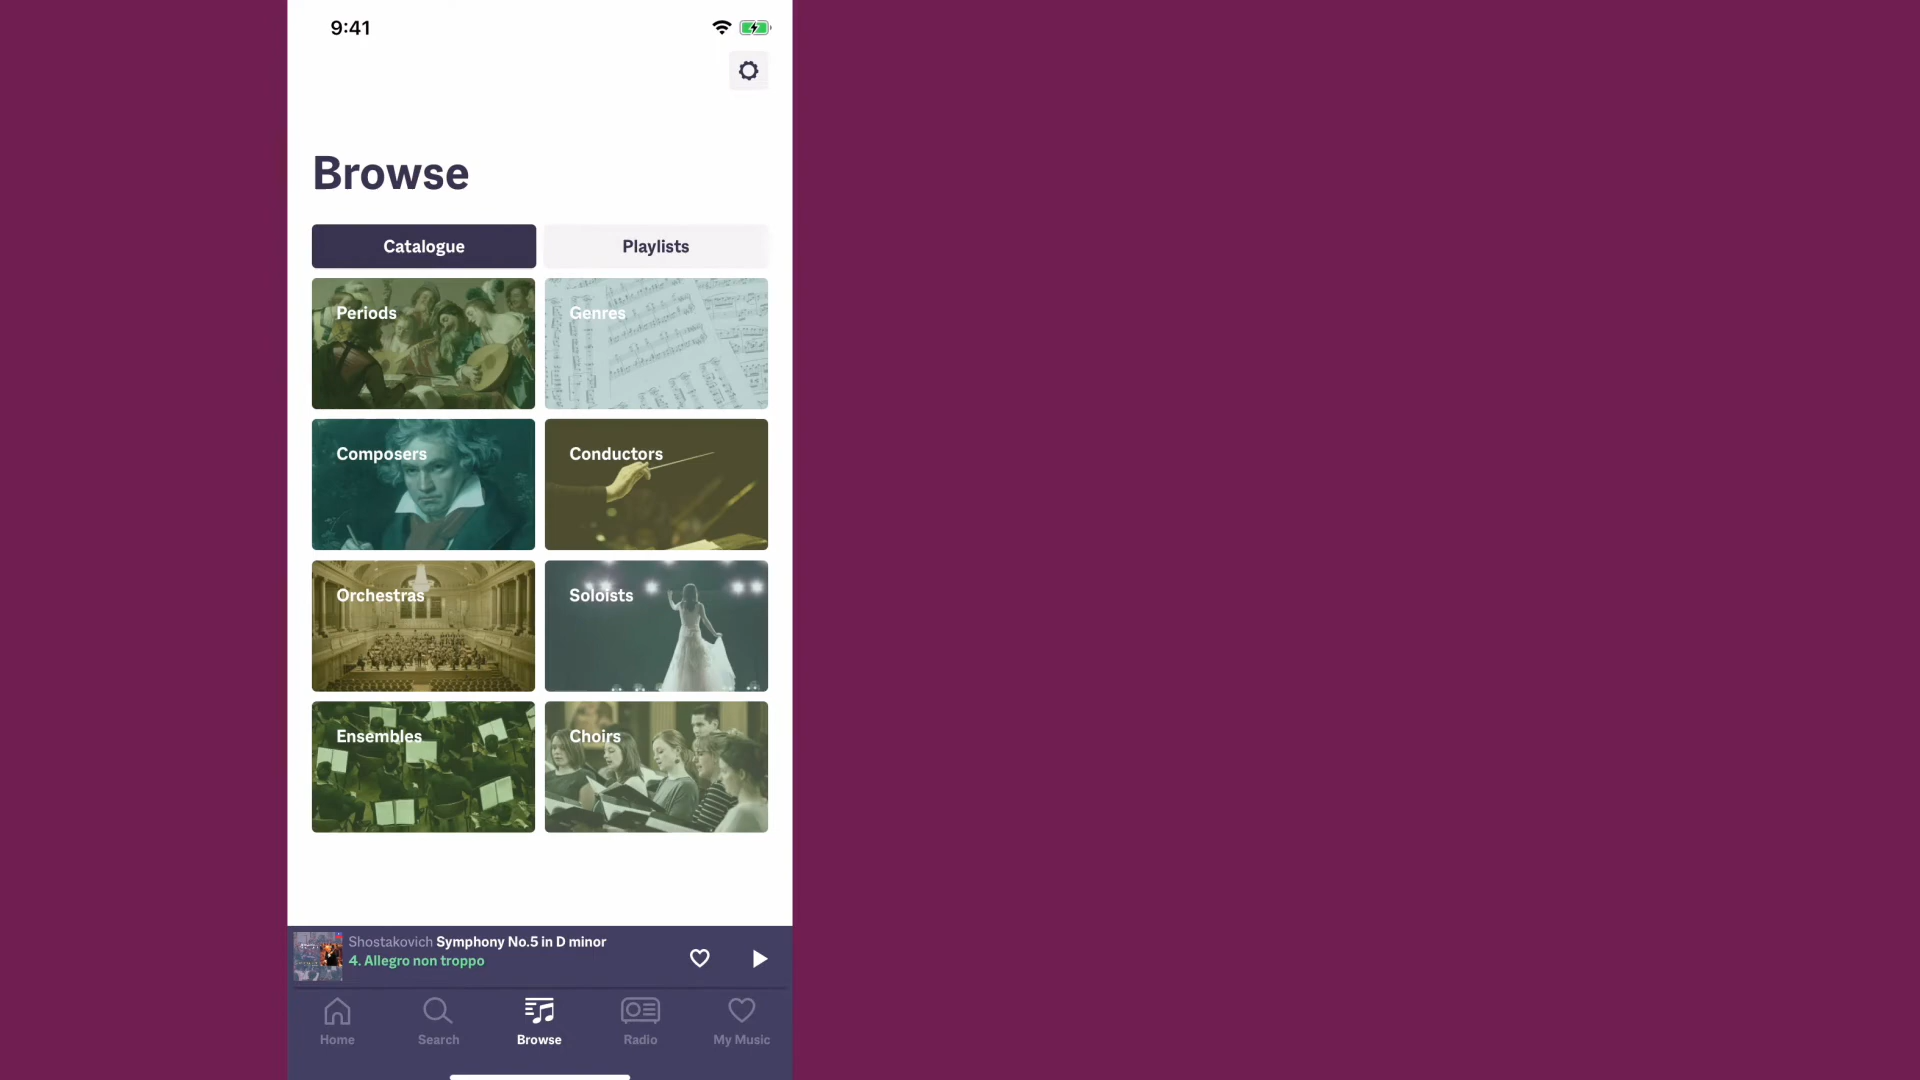 9:41
Browse
Catalogue
Playlists
Periods
Genres
Composers
Conductors
Orchestras
Soloists
Ensembles
Choirs
Shostakovich Symphony No.5 in D minor
4. Allegro non troppo
Home
Search
Browse
Radio
My Music